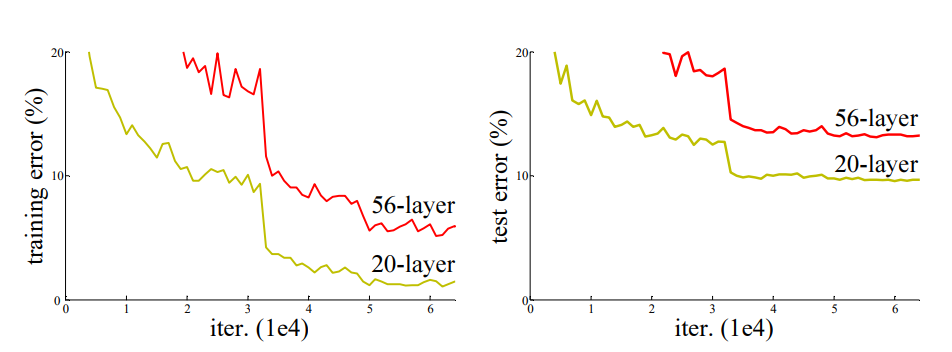 training error (%)
20
10
0
0 1 2 3 4 5 6
iter. (1e4)
56-layer
20-layer
test error (%)
20
10
0
0 1 2 3 4 5 6
iter. (1e4)
56-layer
20-layer